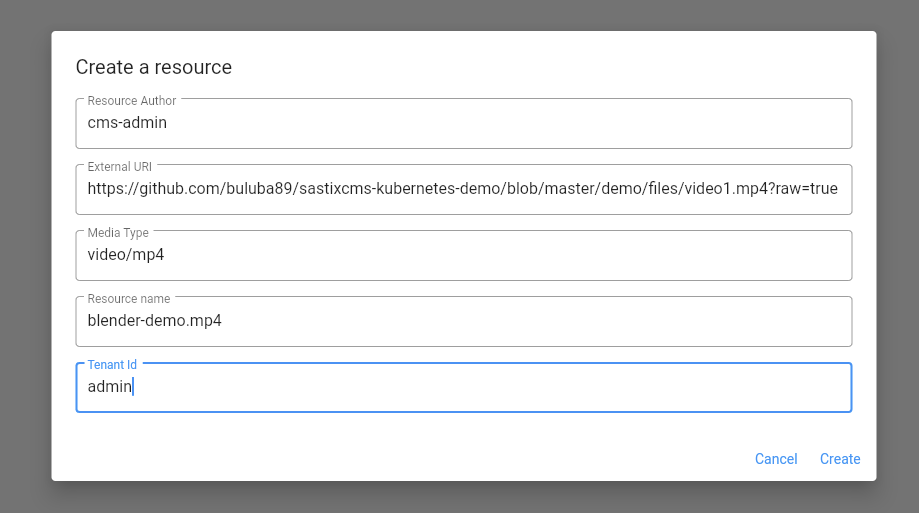 Create a resource
Resource Author
cms-admin
External URI
https://github.com/buluba89/sastixcms-kubernetes-demo/blob/master/demo/files/video1.mp4?raw=true
Media Type
video/mp4
Resource name
blender-demo.mp4
Tenant Id
admin
Cancel Create